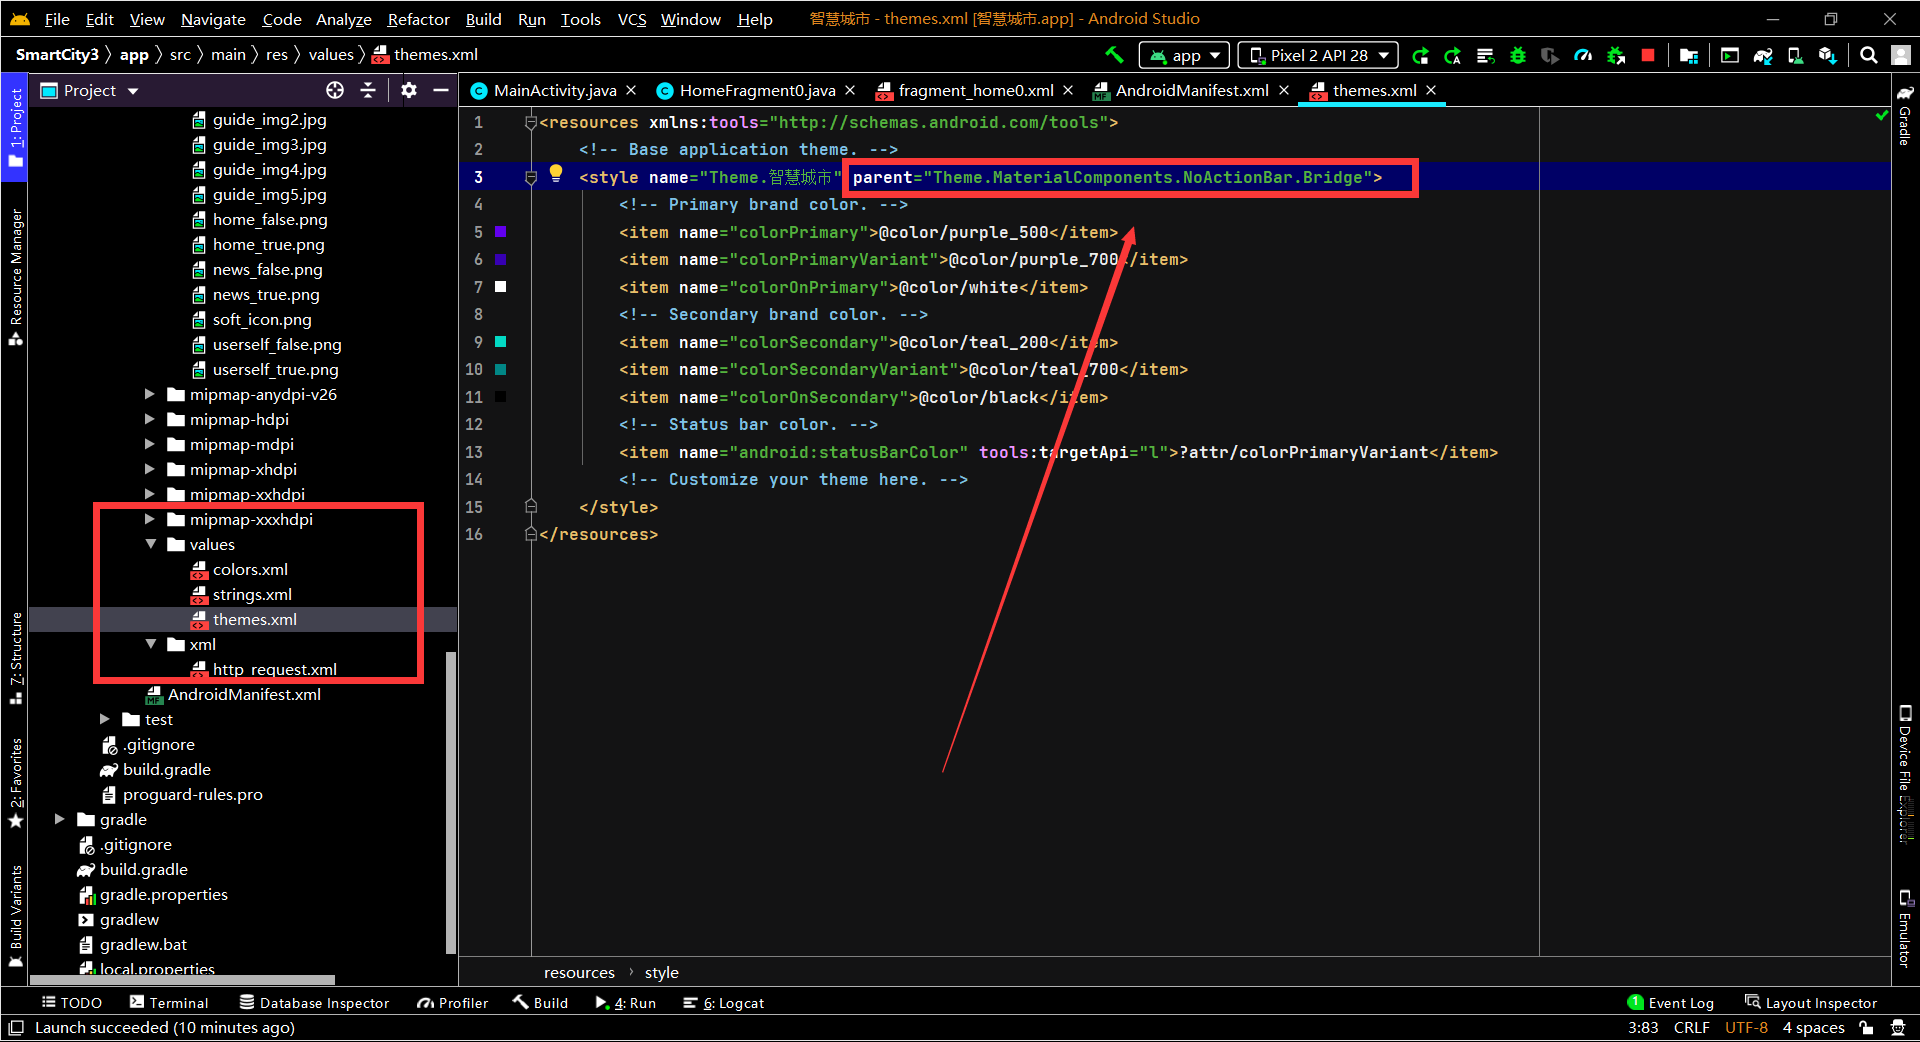 File Edit View Navigate Code Analyze Refactor Build Run Tools VCS Window Help 智慧城市 - themes.xml [智慧城市.app] - Android Studio
SmartCity3 app src main res values themes.xml app Pixel 2 API 28
Project MainActivity.java HomeFragment0.java fragment_home0.xml AndroidManifest.xml themes.xml
1: Project
Resource Manager
7: Structure
2: Favorites
Build Variants
guide_img2.jpg
guide_img3.jpg
guide_img4.jpg
guide_img5.jpg
home_false.png
home_true.png
news_false.png
news_true.png
soft_icon.png
userself_false.png
userself_true.png
mipmap-anydpi-v26
mipmap-hdpi
mipmap-mdpi
mipmap-xhdpi
mipmap-xxhdpi
mipmap-xxxhdpi
values
colors.xml
strings.xml
themes.xml
xml
http_request.xml
AndroidManifest.xml
test
.gitignore
build.gradle
proguard-rules.pro
gradle
.gitignore
build.gradle
gradle.properties
gradlew
gradlew.bat
local.properties
1 <resources xmlns:tools="http://schemas.android.com/tools">
2 <!-- Base application theme. -->
3 <style name="Theme.智慧城市" parent="Theme.MaterialComponents.NoActionBar.Bridge">
4 <!-- Primary brand color. -->
5 <item name="colorPrimary">@color/purple_500</item>
6 <item name="colorPrimaryVariant">@color/purple_700</item>
7 <item name="colorOnPrimary">@color/white</item>
8 <!-- Secondary brand color. -->
9 <item name="colorSecondary">@color/teal_200</item>
10 <item name="colorSecondaryVariant">@color/teal_700</item>
11 <item name="colorOnSecondary">@color/black</item>
12 <!-- Status bar color. -->
13 <item name="android:statusBarColor" tools:targetApi="l">?attr/colorPrimaryVariant</item>
14 <!-- Customize your theme here. -->
15 </style>
16 </resources>
resources › style
Gradle
Device File Explorer
Emulator
TODO Terminal Database Inspector Profiler Build 4: Run 6: Logcat 1 Event Log Layout Inspector
Launch succeeded (10 minutes ago) 3:83 CRLF UTF-8 4 spaces